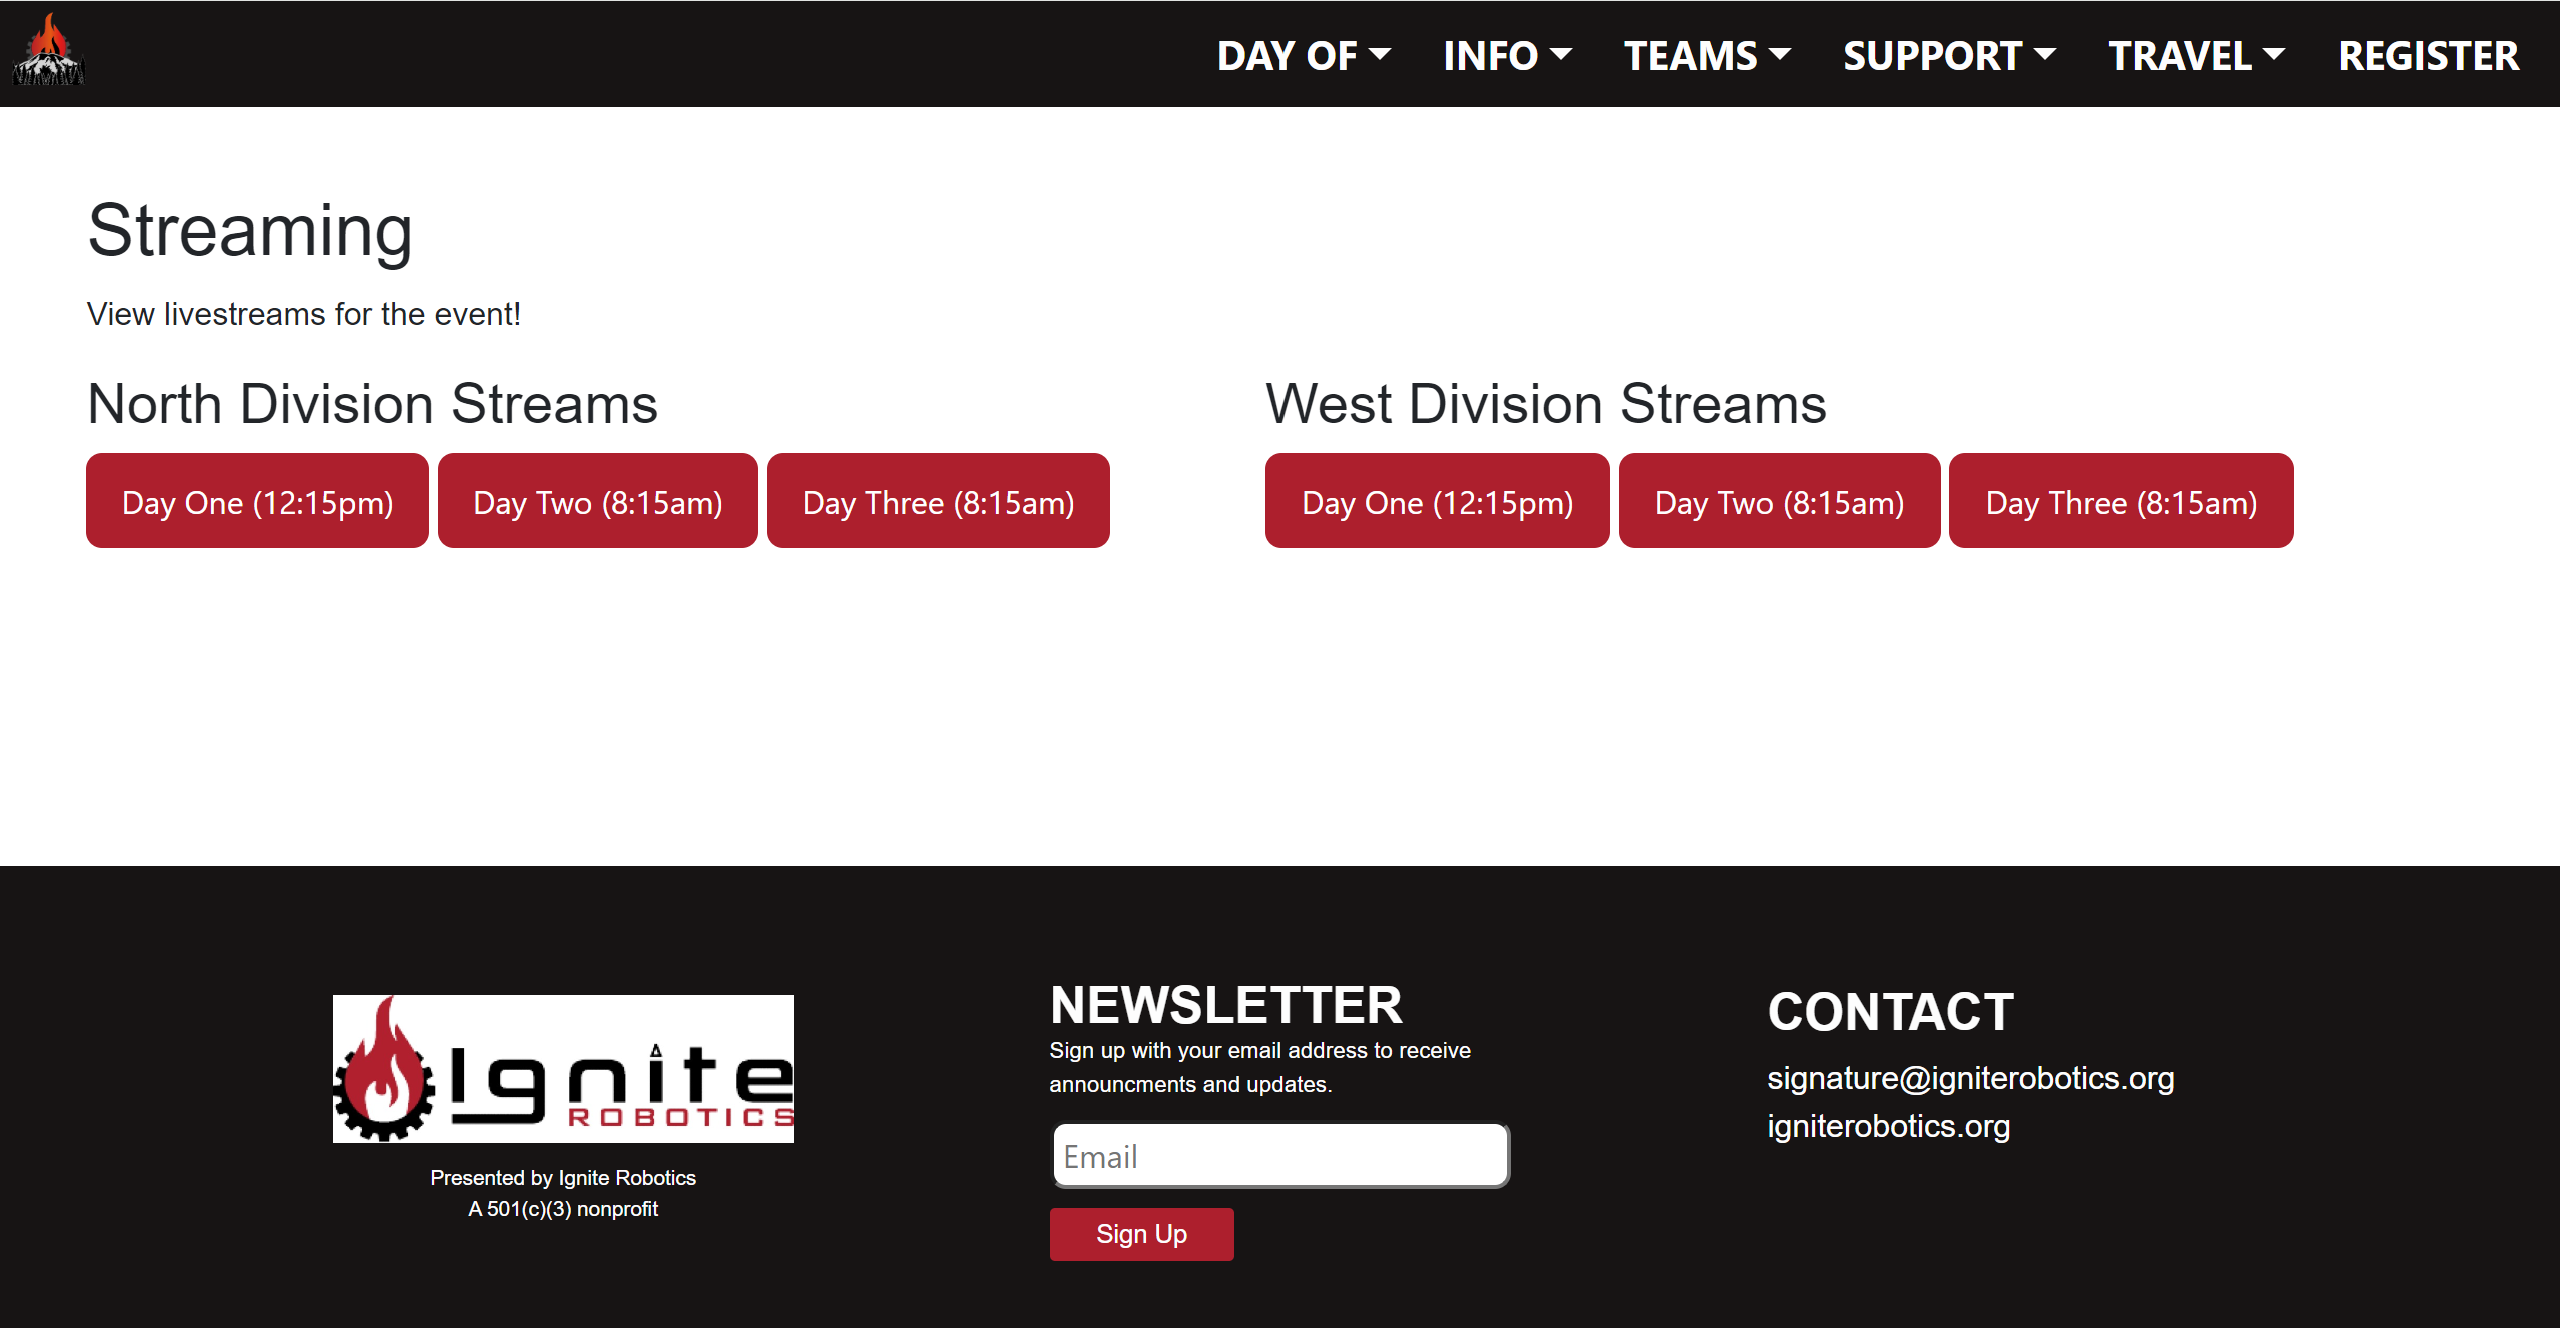 DAY OF INFO TEAMS SUPPORT TRAVEL REGISTER
Streaming
View livestreams for the event!
North Division Streams
Day One (12:15pm) Day Two (8:15am) Day Three (8:15am)
West Division Streams
Day One (12:15pm) Day Two (8:15am) Day Three (8:15am)
Ignite
ROBOTICS
Presented by Ignite Robotics
A 501(c)(3) nonprofit
NEWSLETTER
Sign up with your email address to receive
announcments and updates.
Email
Sign Up
CONTACT
signature@igniterobotics.org
igniterobotics.org